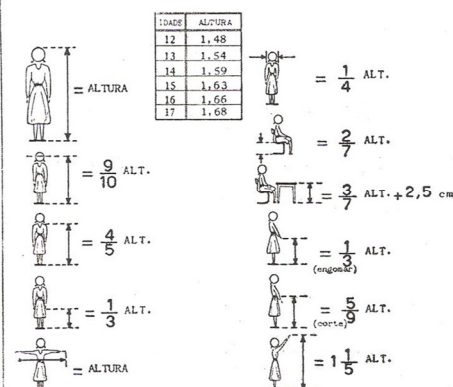 IDADE ALTURA
12 1,48
13 1.54
14 1.59
15 1,63
16 1,66
17 1,68
= ALTURA
= 9/10 ALT.
= 4/5 ALT.
= 1/3 ALT.
= ALTURA
= 1/4 ALT.
= 2/7 ALT.
= 3/7 ALT.+2,5 cm
= 1/3 ALT.
(engomar)
= 5/9 ALT.
(corte)
= 1 1/5 ALT.